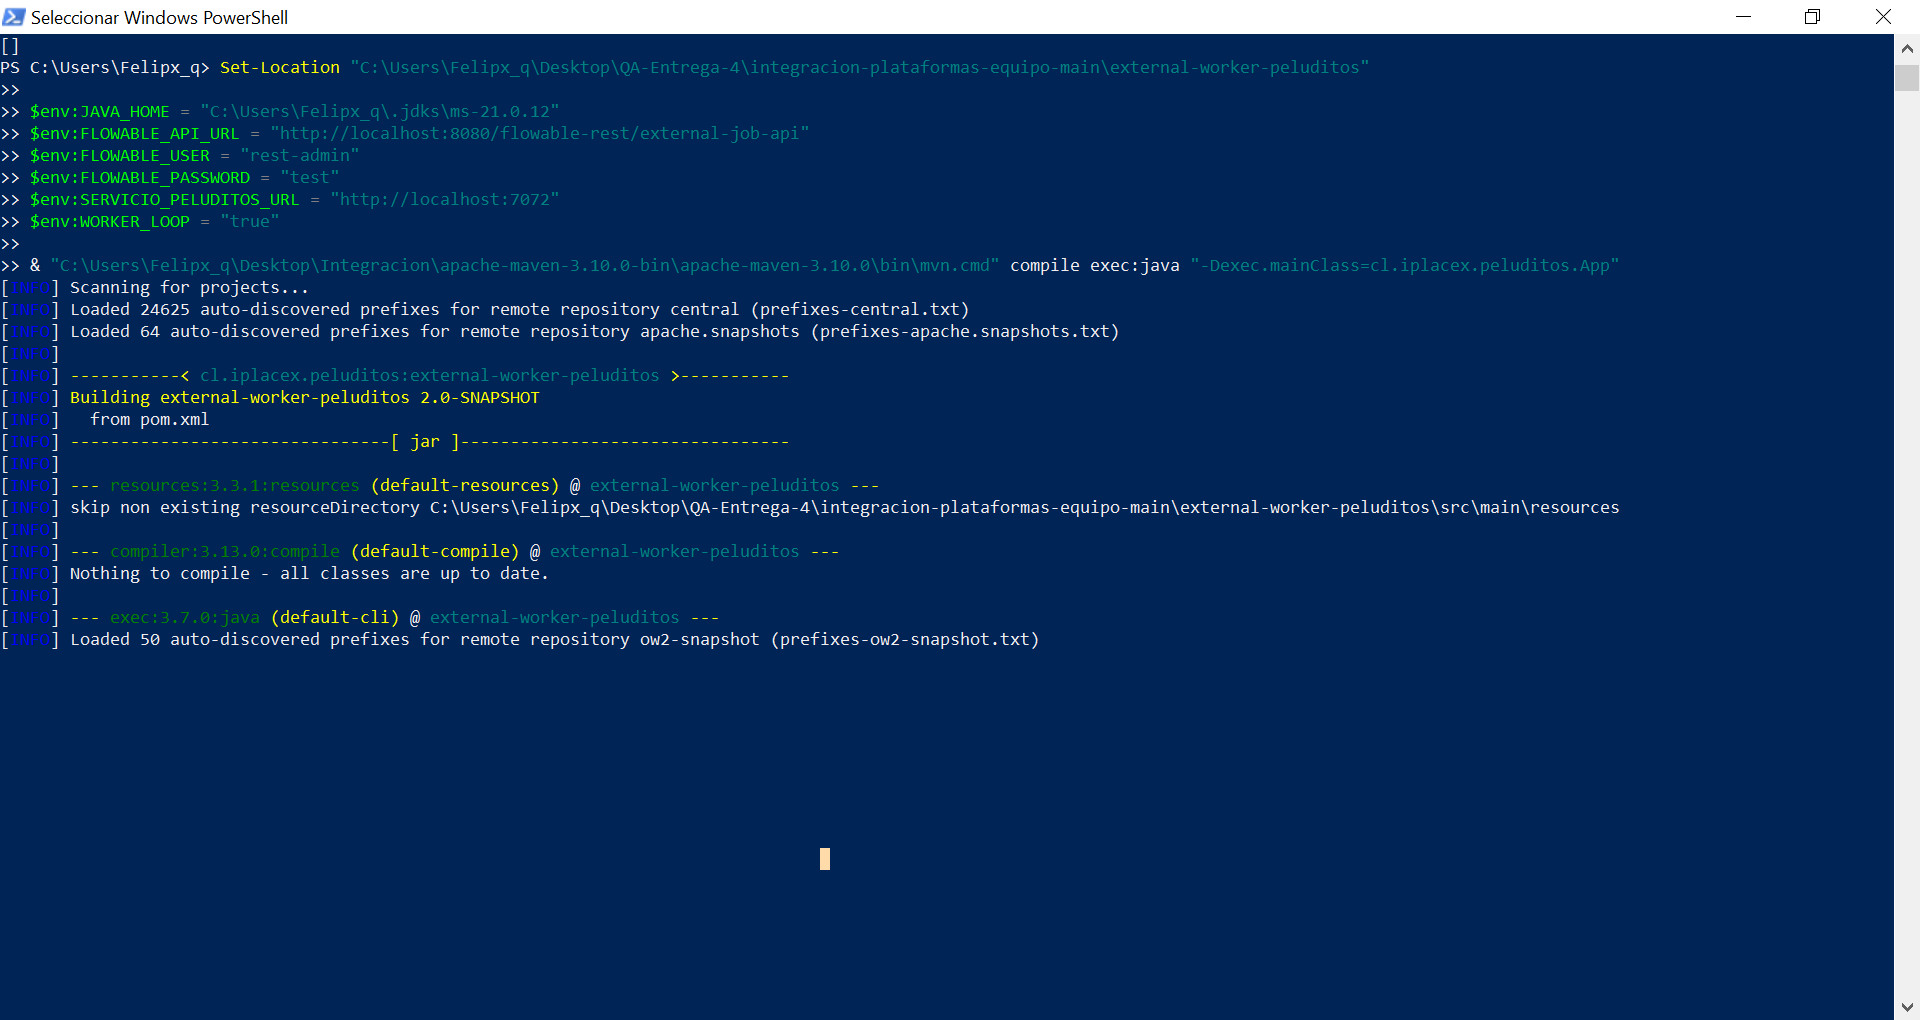 Seleccionar Windows PowerShell
[]
PS C:\Users\Felipx_q> Set-Location "C:\Users\Felipx_q\Desktop\QA-Entrega-4\integracion-plataformas-equipo-main\external-worker-peluditos"
>>
>> $env:JAVA_HOME = "C:\Users\Felipx_q\.jdks\ms-21.0.12"
>> $env:FLOWABLE_API_URL = "http://localhost:8080/flowable-rest/external-job-api"
>> $env:FLOWABLE_USER = "rest-admin"
>> $env:FLOWABLE_PASSWORD = "test"
>> $env:SERVICIO_PELUDITOS_URL = "http://localhost:7072"
>> $env:WORKER_LOOP = "true"
>>
>> & "C:\Users\Felipx_q\Desktop\Integracion\apache-maven-3.10.0-bin\apache-maven-3.10.0\bin\mvn.cmd" compile exec:java "-Dexec.mainClass=cl.iplacex.peluditos.App"
[INFO] Scanning for projects...
[INFO] Loaded 24625 auto-discovered prefixes for remote repository central (prefixes-central.txt)
[INFO] Loaded 64 auto-discovered prefixes for remote repository apache.snapshots (prefixes-apache.snapshots.txt)
[INFO]
[INFO] -----------< cl.iplacex.peluditos:external-worker-peluditos >-----------
[INFO] Building external-worker-peluditos 2.0-SNAPSHOT
[INFO]   from pom.xml
[INFO] --------------------------------[ jar ]---------------------------------
[INFO]
[INFO] --- resources:3.3.1:resources (default-resources) @ external-worker-peluditos ---
[INFO] skip non existing resourceDirectory C:\Users\Felipx_q\Desktop\QA-Entrega-4\integracion-plataformas-equipo-main\external-worker-peluditos\src\main\resources
[INFO]
[INFO] --- compiler:3.13.0:compile (default-compile) @ external-worker-peluditos ---
[INFO] Nothing to compile - all classes are up to date.
[INFO]
[INFO] --- exec:3.7.0:java (default-cli) @ external-worker-peluditos ---
[INFO] Loaded 50 auto-discovered prefixes for remote repository ow2-snapshot (prefixes-ow2-snapshot.txt)